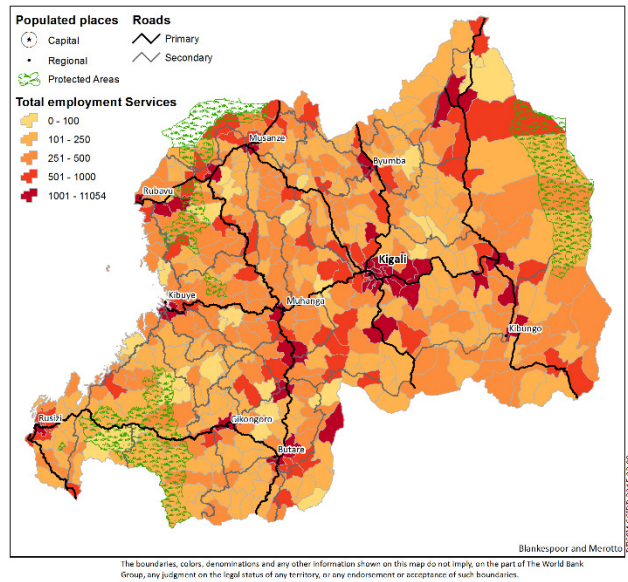 Populated places
Roads
Capital
Primary
Regional
Secondary
Protected Areas
Total employment Services
0 - 100
101 - 250
251 - 500
501 - 1000
1001 - 11054
Musanze
Byumba
Rubavu
Kigali
Kibuye
Muhanga
Kibungo
Rusizi
Gikongoro
Butare
Blankespoor and Merotto
The boundaries, colors, denominations and any other information shown on this map do not imply, on the part of The World Bank
Group, any judgment on the legal status of any territory, or any endorsement or acceptance of such boundaries.